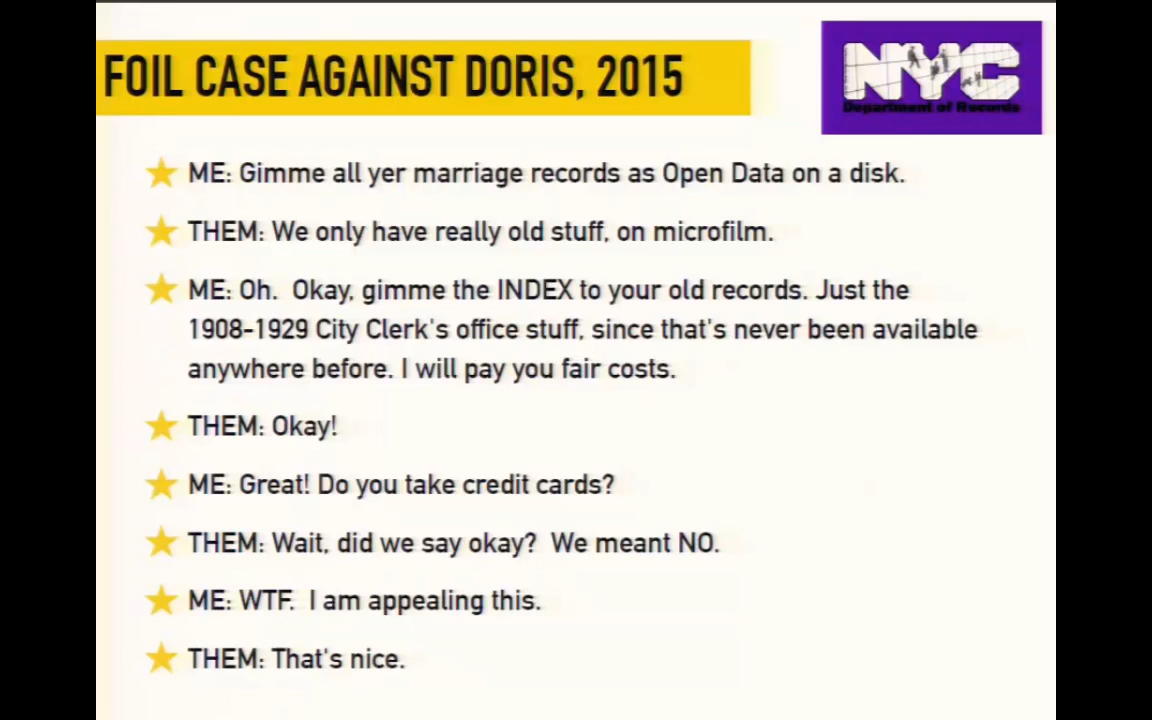 FOIL CASE AGAINST DORIS, 2015
NYC
Department of Records
ME: Gimme all yer marriage records as Open Data on a disk.
THEM: We only have really old stuff, on microfilm.
ME: Oh.  Okay, gimme the INDEX to your old records. Just the
1908-1929 City Clerk's office stuff, since that's never been available
anywhere before. I will pay you fair costs.
THEM: Okay!
ME: Great! Do you take credit cards?
THEM: Wait, did we say okay?  We meant NO.
ME: WTF.  I am appealing this.
THEM: That's nice.